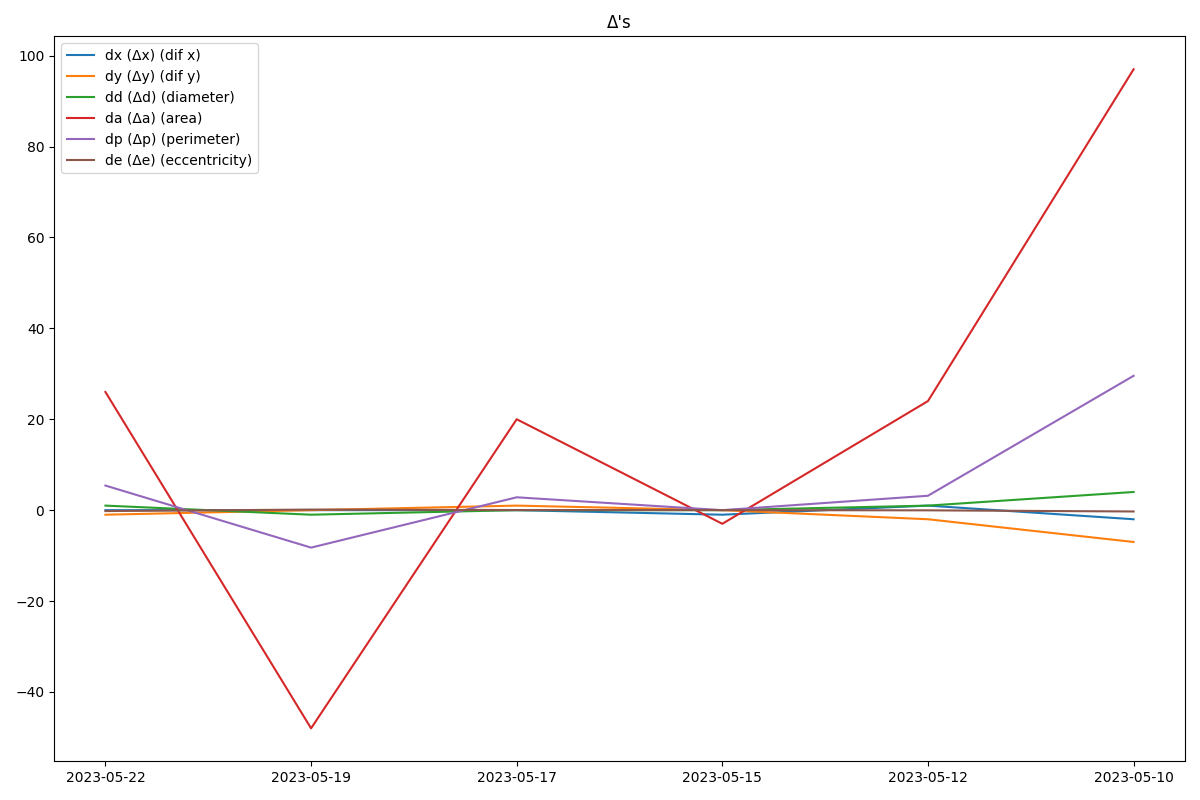 Δ's
dx (Δx) (dif x)
dy (Δy) (dif y)
dd (Δd) (diameter)
da (Δa) (area)
dp (Δp) (perimeter)
de (Δe) (eccentricity)
100
80
60
40
20
0
−20
−40
2023-05-22 2023-05-19 2023-05-17 2023-05-15 2023-05-12 2023-05-10